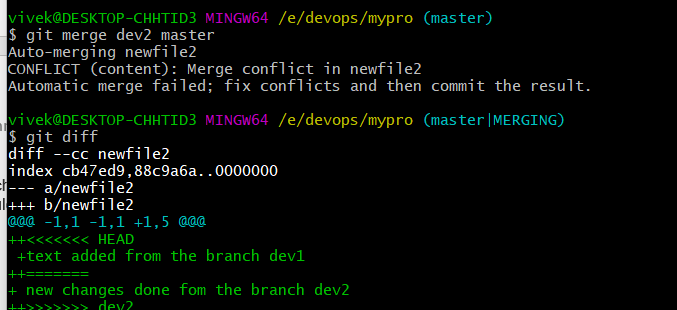 vivek@DESKTOP-CHHTID3 MINGW64 /e/devops/mypro (master)
$ git merge dev2 master
Auto-merging newfile2
CONFLICT (content): Merge conflict in newfile2
Automatic merge failed; fix conflicts and then commit the result.
vivek@DESKTOP-CHHTID3 MINGW64 /e/devops/mypro (master|MERGING)
$ git diff
diff --cc newfile2
index cb47ed9,88c9a6a..0000000
--- a/newfile2
+++ b/newfile2
@@@ -1,1 -1,1 +1,5 @@@
++<<<<<<< HEAD
 +text added from the branch dev1
++=======
+ new changes done fom the branch dev2
++>>>>>>> dev2